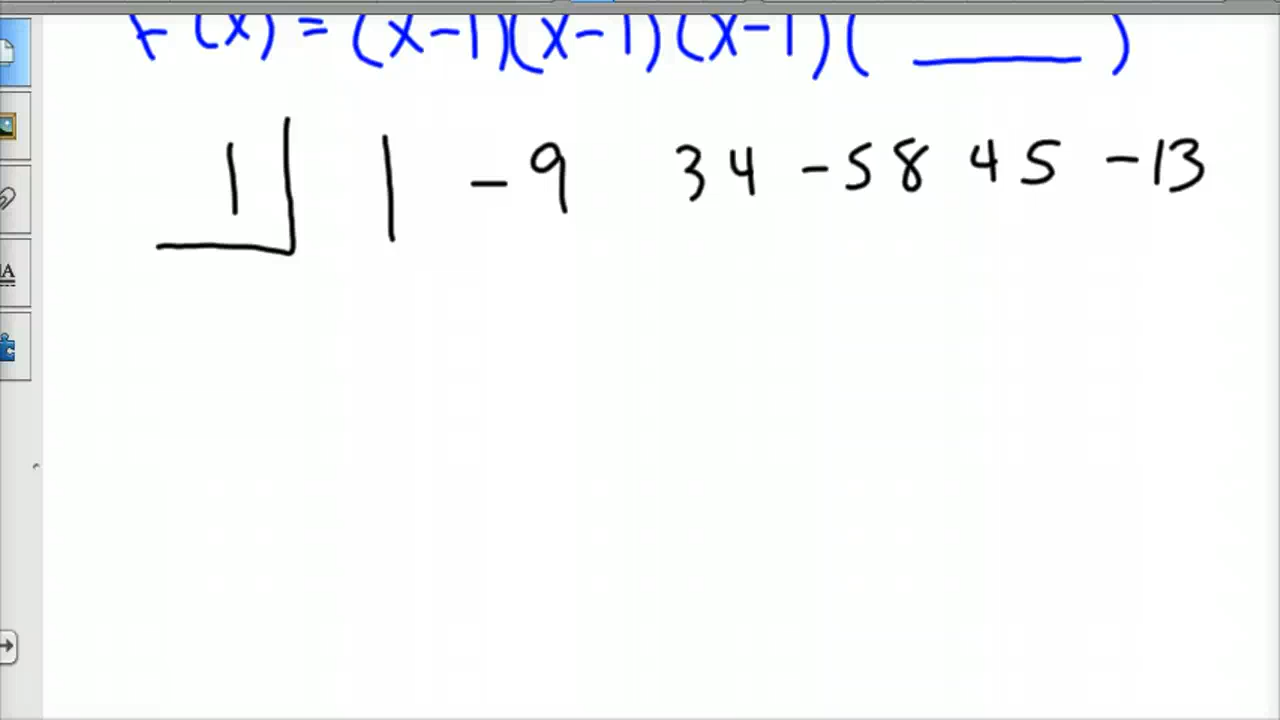 F(x) = (x-1)(x-1)(x-1)( ____ )
1 1 -9 34 -58 45 -13
A